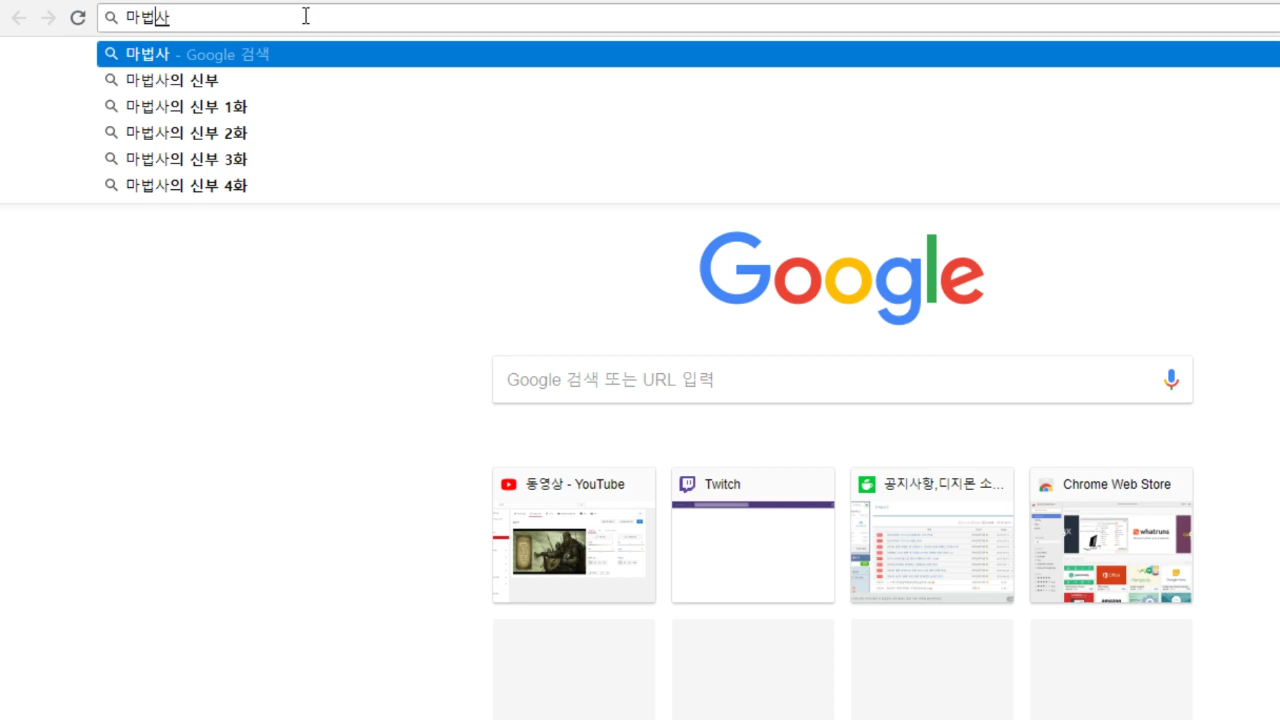 마법사
마법사 - Google 검색
마법사의 신부
마법사의 신부 1화
마법사의 신부 2화
마법사의 신부 3화
마법사의 신부 4화
Google
Google 검색 또는 URL 입력
동영상 - YouTube
Twitch
공지사항,디지몬 소...
Chrome Web Store
whatruns
Office